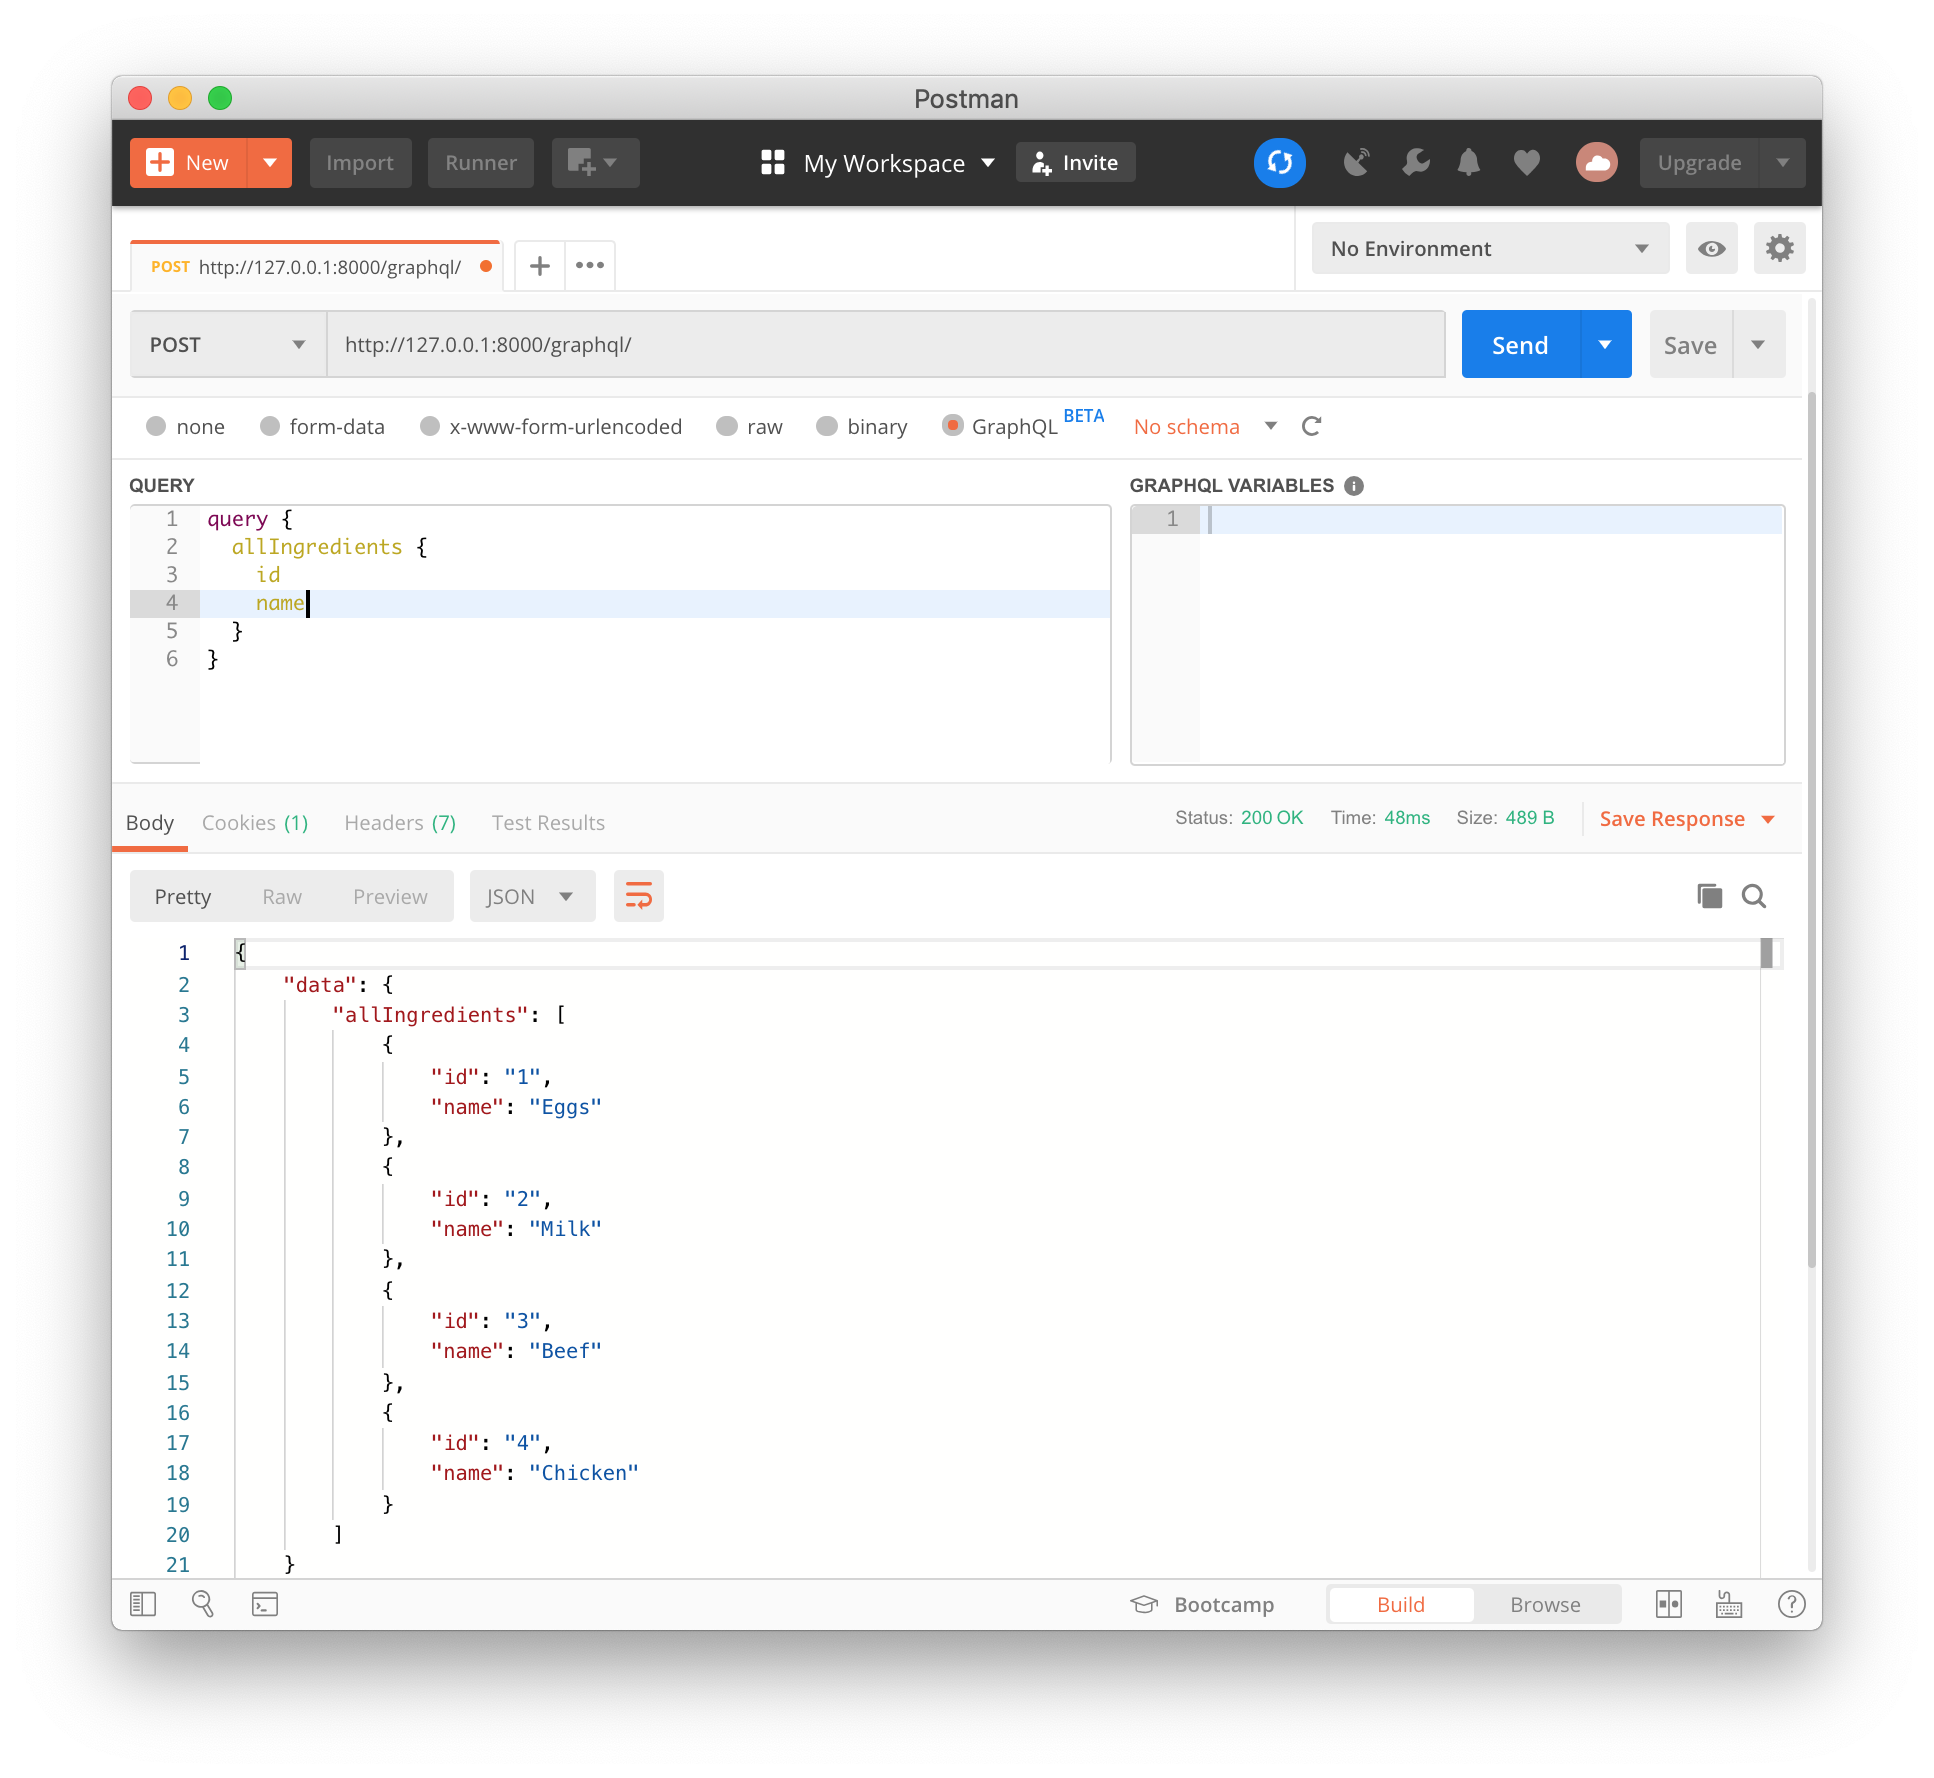 Postman
New Import Runner My Workspace Invite Upgrade
POST http://127.0.0.1:8000/graphql/ + ••• No Environment
POST http://127.0.0.1:8000/graphql/ Send Save
none form-data x-www-form-urlencoded raw binary GraphQL BETA No schema
QUERY
1 query {
2   allIngredients {
3     id
4     name
5   }
6 }
GRAPHQL VARIABLES i
1
Body Cookies (1) Headers (7) Test Results Status: 200 OK Time: 48ms Size: 489 B Save Response
Pretty Raw Preview JSON
1 {
2     "data": {
3         "allIngredients": [
4             {
5                 "id": "1",
6                 "name": "Eggs"
7             },
8             {
9                 "id": "2",
10                 "name": "Milk"
11             },
12             {
13                 "id": "3",
14                 "name": "Beef"
15             },
16             {
17                 "id": "4",
18                 "name": "Chicken"
19             }
20         ]
21     }
Bootcamp Build Browse ?